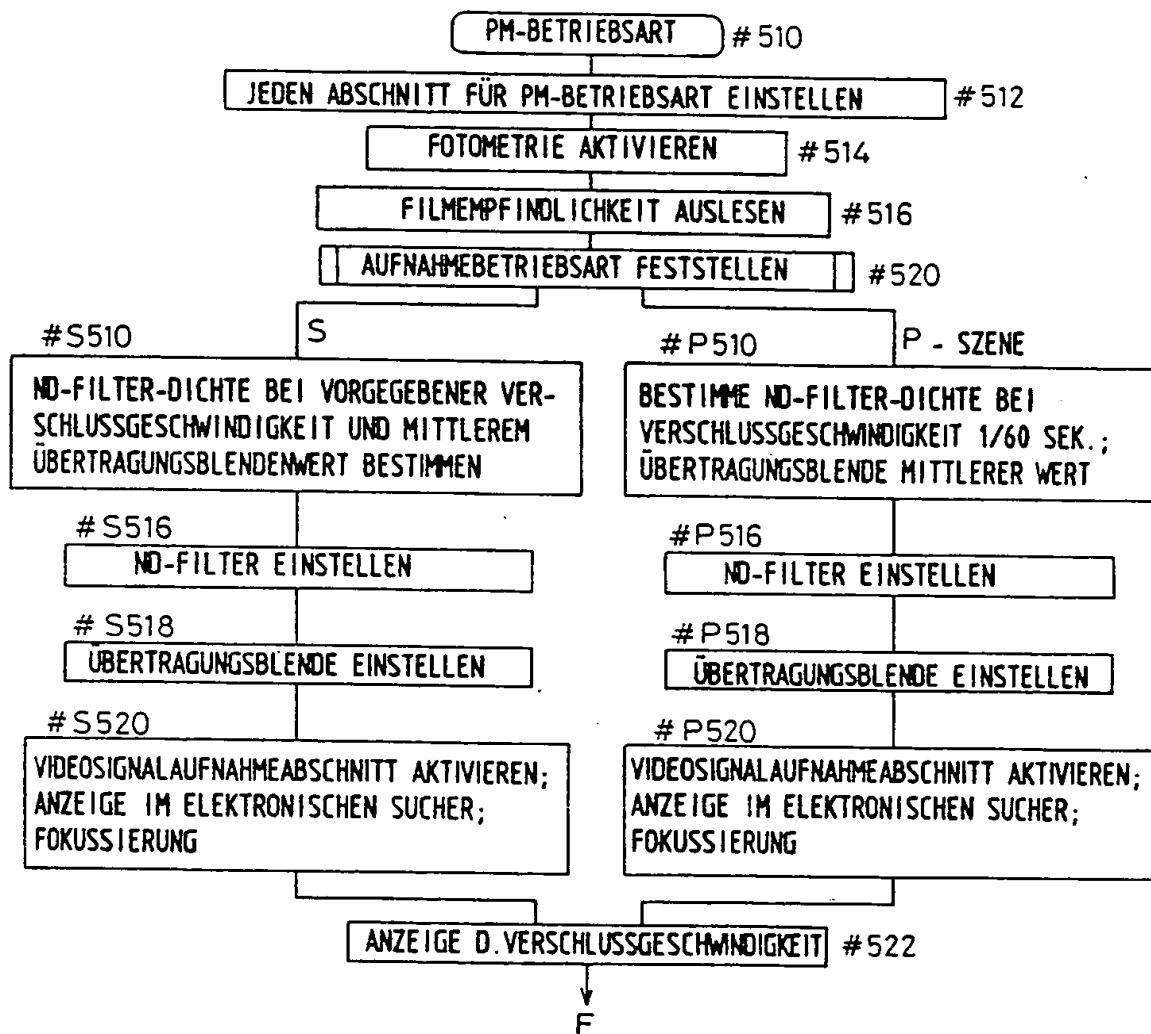 PM-BETRIEBSART #510
JEDEN ABSCHNITT FÜR PM-BETRIEBSART EINSTELLEN #512
FOTOMETRIE AKTIVIEREN #514
FILMEMPFINDLICHKEIT AUSLESEN #516
AUFNAHMEBETRIEBSART FESTSTELLEN #520
#S510 S
ND-FILTER-DICHTE BEI VORGEGEBENER VER-
SCHLUSSGESCHWINDIGKEIT UND MITTLEREM
ÜBERTRAGUNGSBLENDENWERT BESTIMMEN
#S516
ND-FILTER EINSTELLEN
#S518
ÜBERTRAGUNGSBLENDE EINSTELLEN
#S520
VIDEOSIGNALAUFNAHMEABSCHNITT AKTIVIEREN;
ANZEIGE IM ELEKTRONISCHEN SUCHER;
FOKUSSIERUNG
#P510 P - SZENE
BESTIMME ND-FILTER-DICHTE BEI
VERSCHLUSSGESCHWINDIGKEIT 1/60 SEK.;
ÜBERTRAGUNGSBLENDE MITTLERER WERT
#P516
ND-FILTER EINSTELLEN
#P518
ÜBERTRAGUNGSBLENDE EINSTELLEN
#P520
VIDEOSIGNALAUFNAHMEABSCHNITT AKTIVIEREN;
ANZEIGE IM ELEKTRONISCHEN SUCHER;
FOKUSSIERUNG
ANZEIGE D.VERSCHLUSSGESCHWINDIGKEIT #522
F